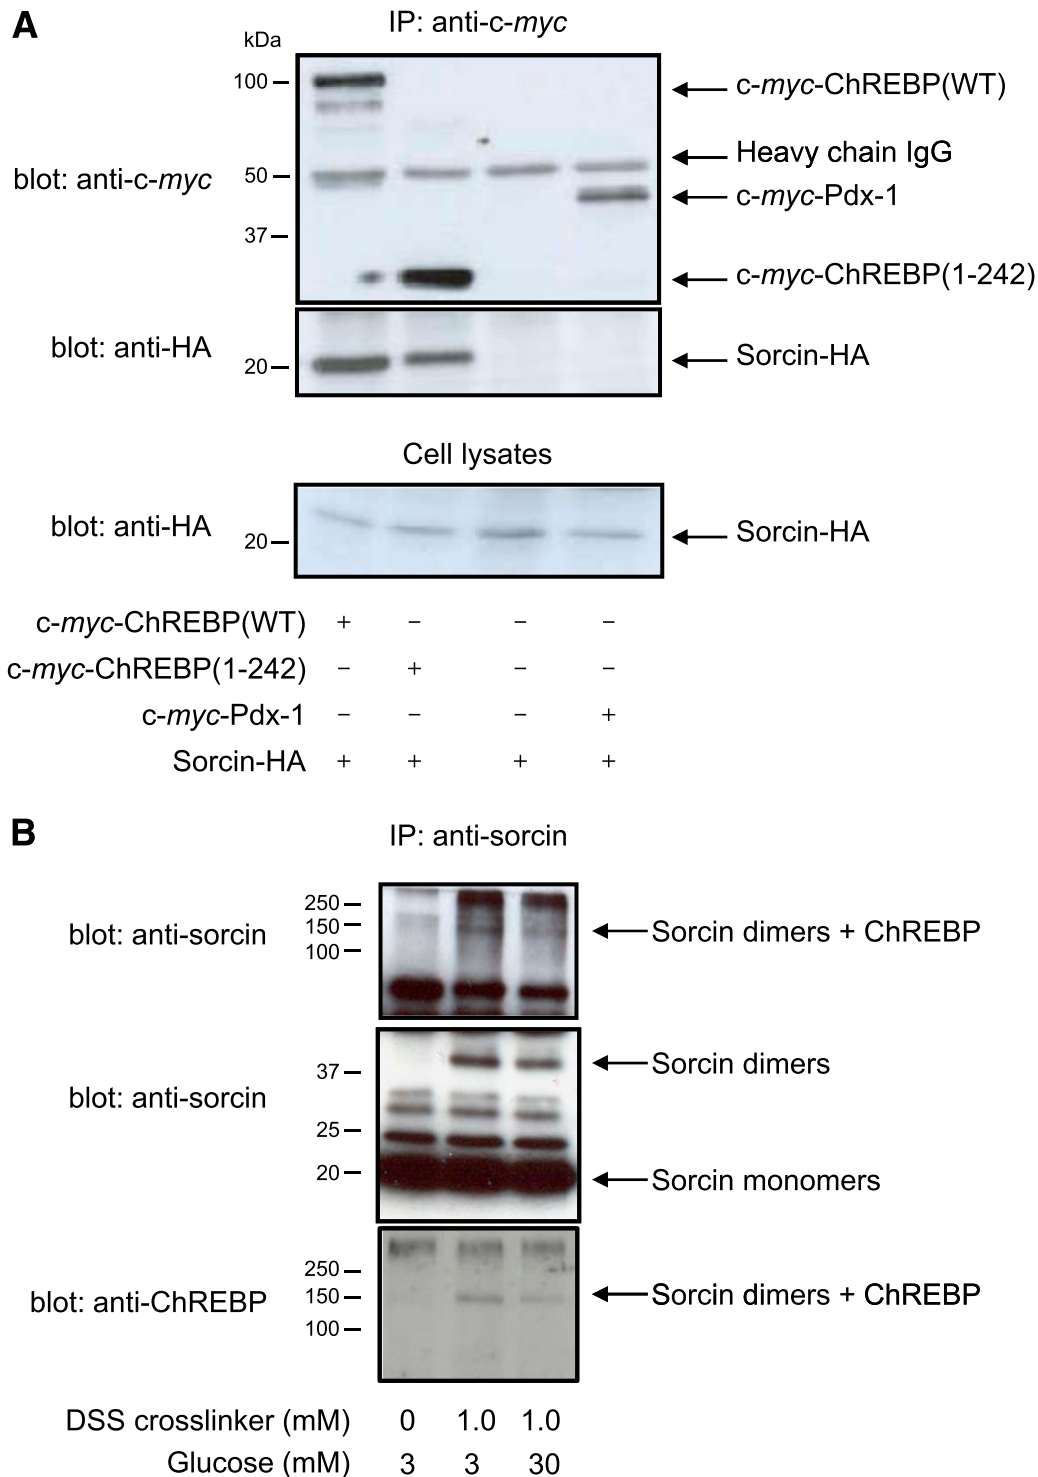 A
IP: anti-c-myc
kDa
100
c-myc-ChREBP(WT)
Heavy chain IgG
blot: anti-c-myc
50
c-myc-Pdx-1
37
c-myc-ChREBP(1-242)
blot: anti-HA
20
Sorcin-HA
Cell lysates
blot: anti-HA
20
Sorcin-HA
c-myc-ChREBP(WT) + – – –
c-myc-ChREBP(1-242) – + – –
c-myc-Pdx-1 – – – +
Sorcin-HA + + + +
B
IP: anti-sorcin
blot: anti-sorcin
250
150
100
Sorcin dimers + ChREBP
blot: anti-sorcin
37
25
20
Sorcin dimers
Sorcin monomers
blot: anti-ChREBP
250
150
100
Sorcin dimers + ChREBP
DSS crosslinker (mM) 0 1.0 1.0
Glucose (mM) 3 3 30